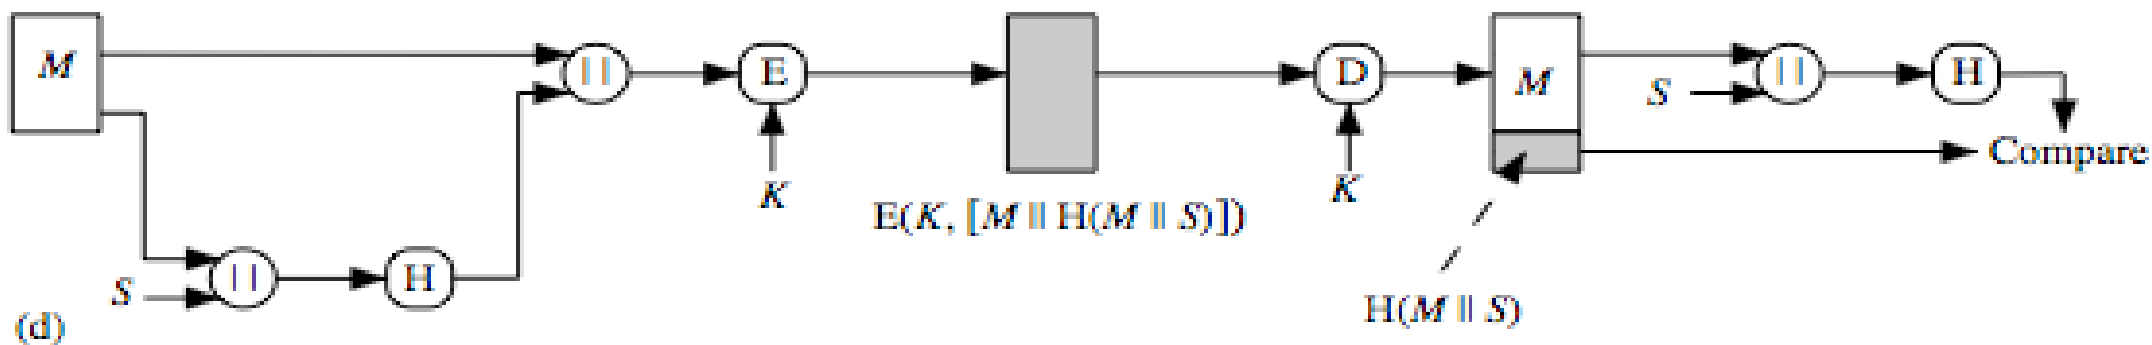 M || E D M S || H
K K Compare
E(K, [M || H(M || S)])
S || H H(M || S)
(d)